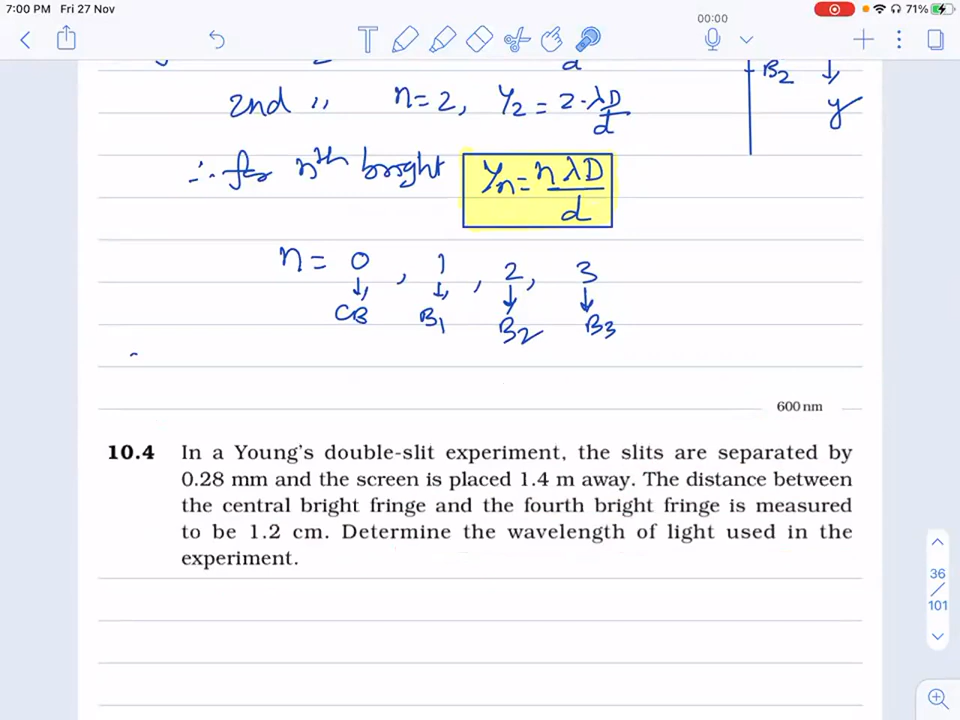 7:00 PM Fri 27 Nov
71%
00:00
T
d
B2
2nd " n = 2, Y2 = 2·λD/d
y
∴ for nth bright Yn = nλD/d
n = 0, 1, 2, 3
CB B1 B2 B3
600 nm
10.4 In a Young's double-slit experiment, the slits are separated by
0.28 mm and the screen is placed 1.4 m away. The distance between
the central bright fringe and the fourth bright fringe is measured
to be 1.2 cm. Determine the wavelength of light used in the
experiment.
36
/
101